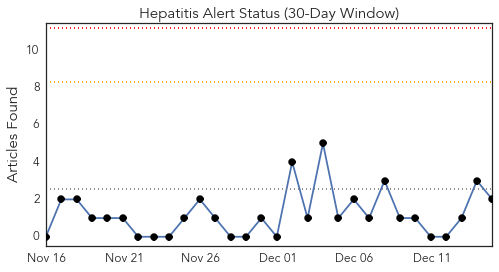 Hepatitis Alert Status (30-Day Window)
Articles Found
10
8
6
4
2
0
Nov 16 Nov 21 Nov 26 Dec 01 Dec 06 Dec 11